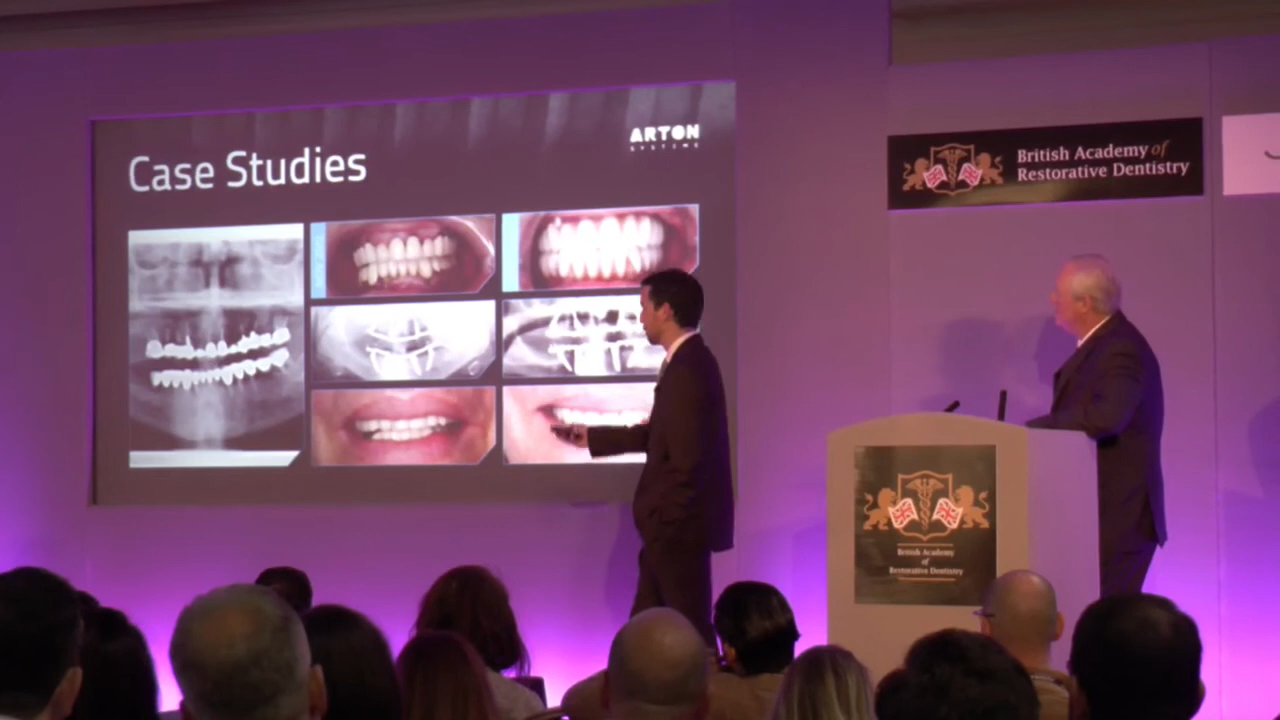 Case Studies
ARTON
SYSTEMS
British Academy of
Restorative Dentistry
British Academy
of
Restorative Dentistry